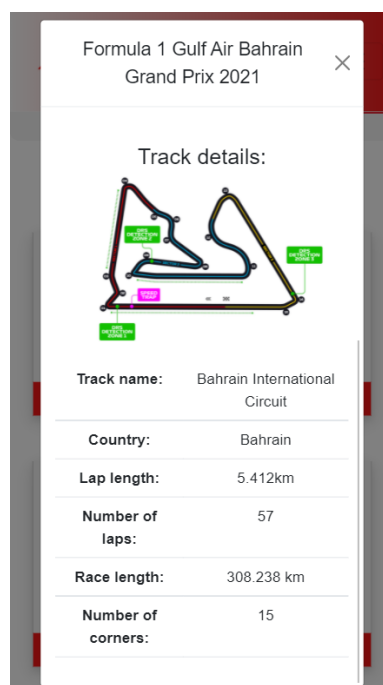 Formula 1 Gulf Air Bahrain
Grand Prix 2021
Track details:
DRS
DETECTION
ZONE 2
DRS
DETECTION
ZONE 3
SPEED
TRAP
DRS
DETECTION
ZONE 1
Track name:
Bahrain International
Circuit
Country:
Bahrain
Lap length:
5.412km
Number of
laps:
57
Race length:
308.238 km
Number of
corners:
15